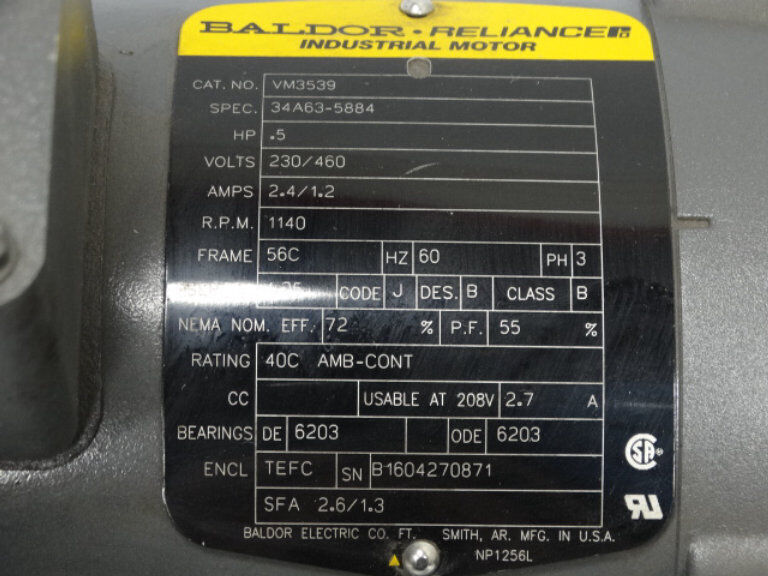 BALDOR • RELIANCE
INDUSTRIAL MOTOR
CAT. NO. VM3539
SPEC. 34A63-5884
HP .5
VOLTS 230/460
AMPS 2.4/1.2
R.P.M. 1140
FRAME 56C HZ 60 PH 3
CODE J DES. B CLASS B
NEMA NOM. EFF. 72 % P.F. 55 %
RATING 40C AMB-CONT
CC USABLE AT 208V 2.7 A
BEARINGS DE 6203 ODE 6203
ENCL TEFC SN B1604270871
SFA 2.6/1.3
BALDOR ELECTRIC CO. FT. SMITH, AR. MFG. IN U.S.A.
NP1256L